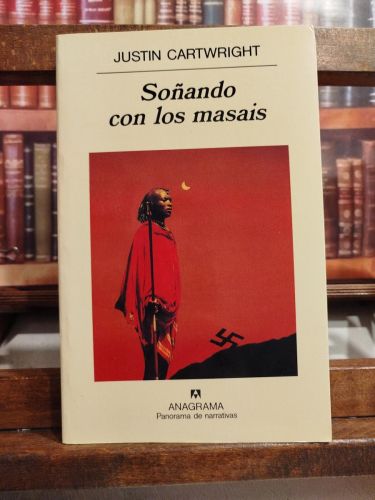 JUSTIN CARTWRIGHT
Soñando
con los masais
ANAGRAMA
Panorama de narrativas